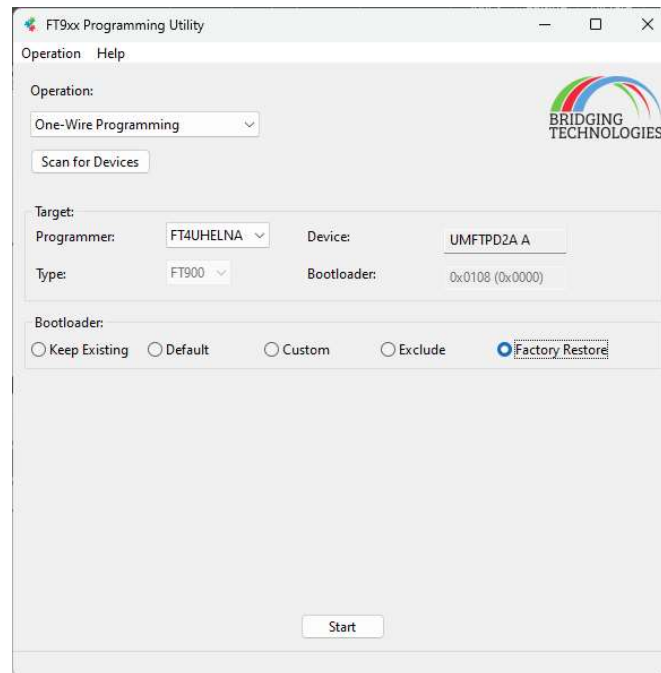 FT9xx Programming Utility
Operation Help
Operation:
One-Wire Programming
Scan for Devices
BRIDGING
TECHNOLOGIES
Target:
Programmer: FT4UHELNA Device: UMFTPD2A A
Type: FT900 Bootloader: 0x0108 (0x0000)
Bootloader:
Keep Existing Default Custom Exclude Factory Restore
Start